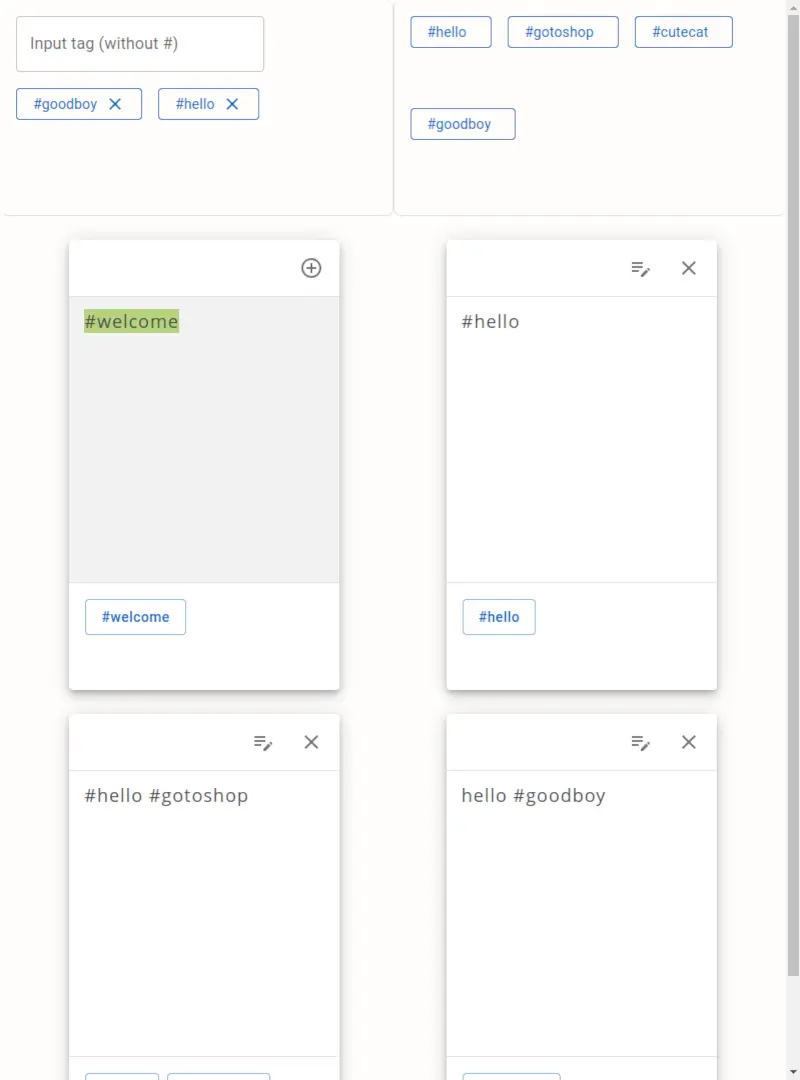 Input tag (without #)
#goodboy #hello
#hello #gotoshop #cutecat
#goodboy
#welcome
#welcome
#hello
#hello
#hello #gotoshop
hello #goodboy